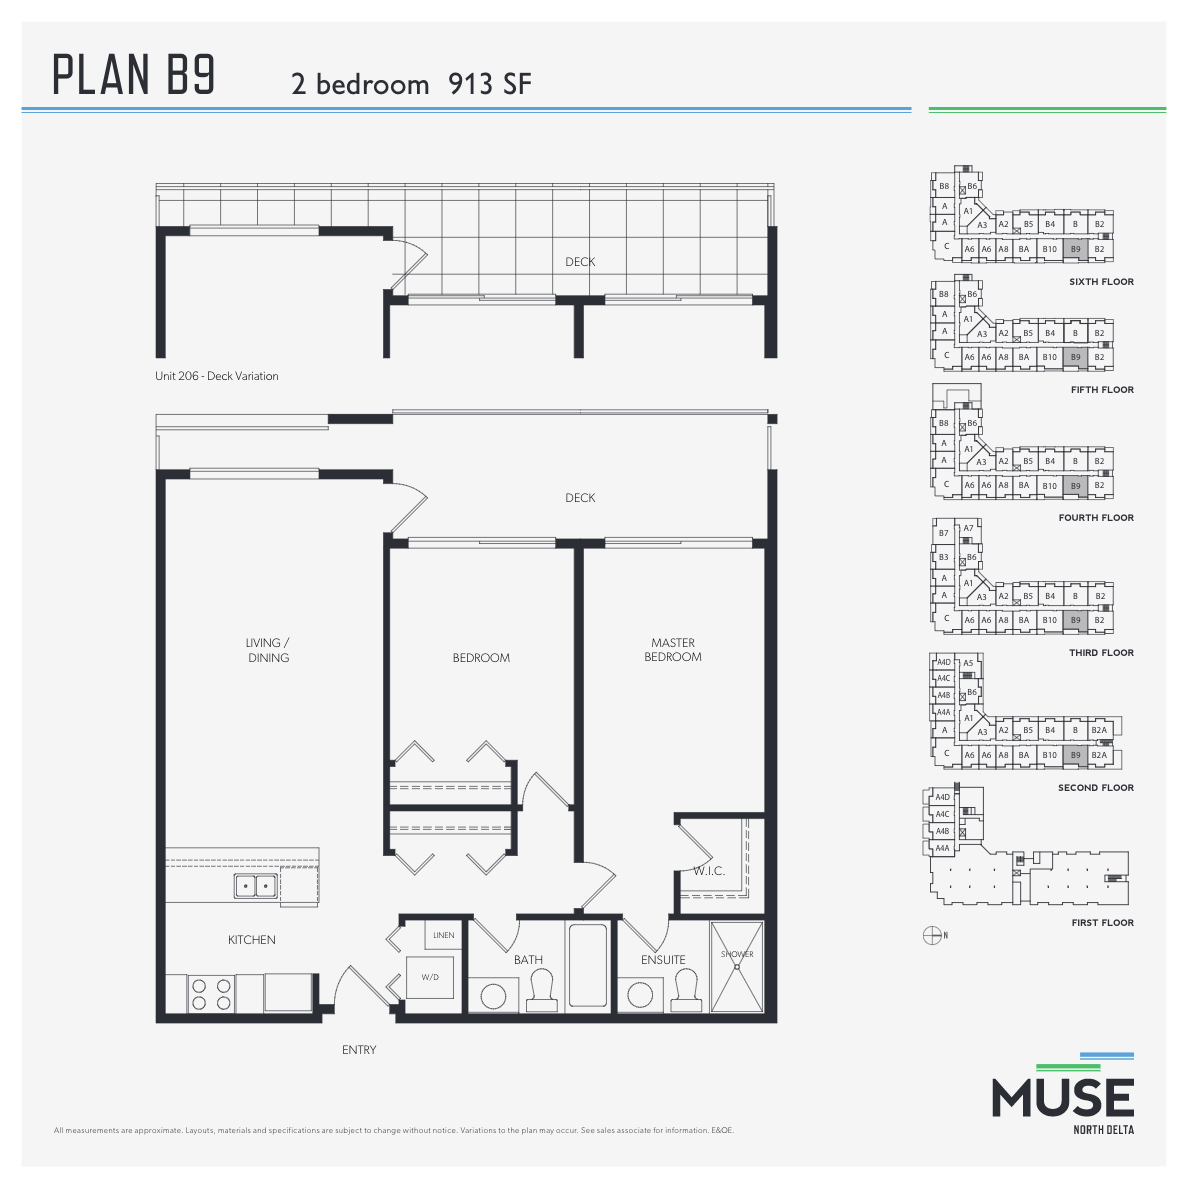 PLAN B9
2 bedroom 913 SF
DECK
Unit 206 - Deck Variation
DECK
LIVING /
DINING
BEDROOM
MASTER
BEDROOM
W.I.C.
KITCHEN
LINEN
W/D
BATH
ENSUITE
SHOWER
ENTRY
B8 B6
A A1
A A3 A2 B5 B4 B B2
C A6 A6 A8 BA B10 B9 B2
SIXTH FLOOR
B8 B6
A A1
A A3 A2 B5 B4 B B2
C A6 A6 A8 BA B10 B9 B2
FIFTH FLOOR
B8 B6
A A1
A A3 A2 B5 B4 B B2
C A6 A6 A8 BA B10 B9 B2
FOURTH FLOOR
B7 A7
B3 B6
A A1
A A3 A2 B5 B4 B B2
C A6 A6 A8 BA B10 B9 B2
THIRD FLOOR
A4D A5
A4C
A4B B6
A4A A1
A A3 A2 B5 B4 B B2A
C A6 A6 A8 BA B10 B9 B2A
SECOND FLOOR
A4D
A4C
A4B
A4A
FIRST FLOOR
N
MUSE
NORTH DELTA
All measurements are approximate. Layouts, materials and specifications are subject to change without notice. Variations to the plan may occur. See sales associate for information. E&OE.